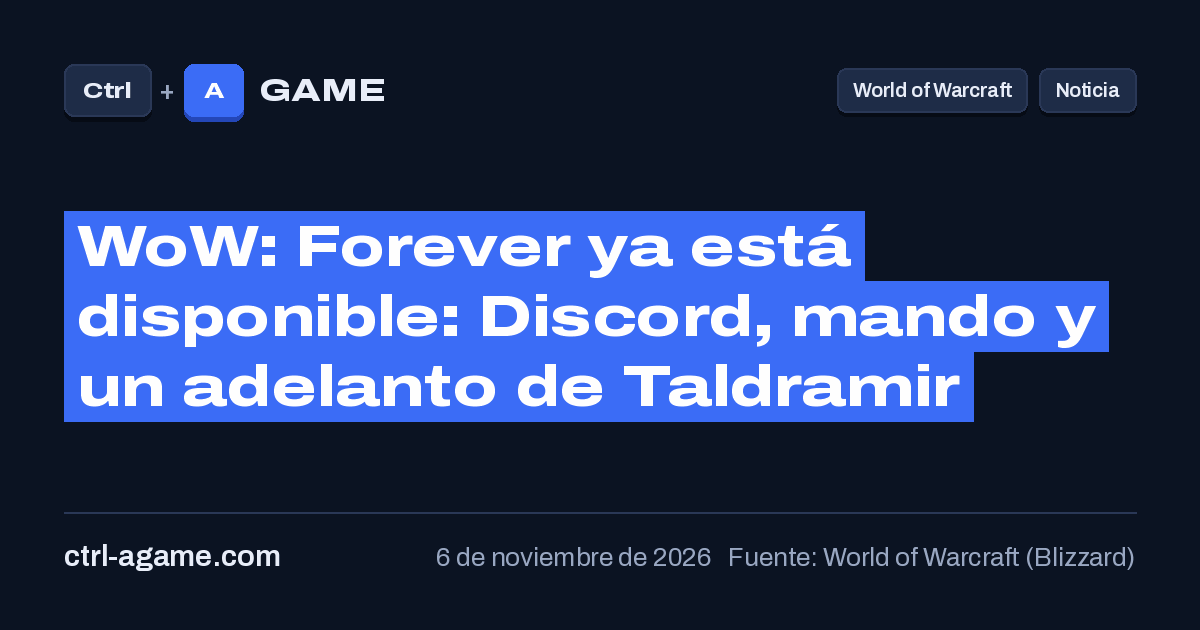 Ctrl + A GAME
World of Warcraft
Noticia
WoW: Forever ya está
disponible: Discord, mando y
un adelanto de Taldramir
ctrl-agame.com
6 de noviembre de 2026 Fuente: World of Warcraft (Blizzard)